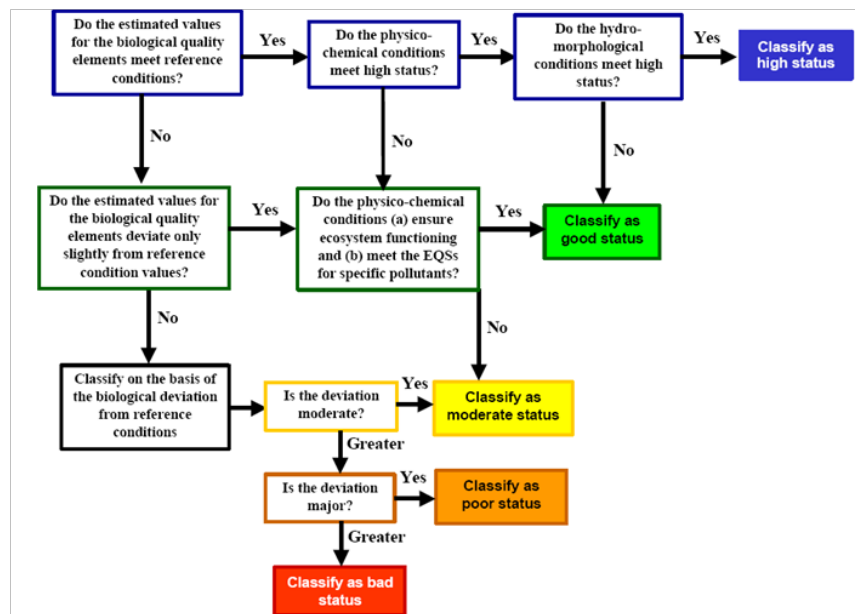 Do the estimated values
for the biological quality
elements meet reference
conditions?
Yes
Do the physico-
chemical conditions
meet high status?
Yes
Do the hydro-
morphological
conditions meet high
status?
Yes
Classify as
high status
No
No
No
Do the estimated values for
the biological quality
elements deviate only
slightly from reference
condition values?
Yes
Do the physico-chemical
conditions (a) ensure
ecosystem functioning
and (b) meet the EQSs
for specific pollutants?
Yes
Classify as
good status
No
No
Classify on the basis of
the biological deviation
from reference
conditions
Is the deviation
moderate?
Yes
Classify as
moderate status
Greater
Is the deviation
major?
Yes
Classify as
poor status
Greater
Classify as bad
status